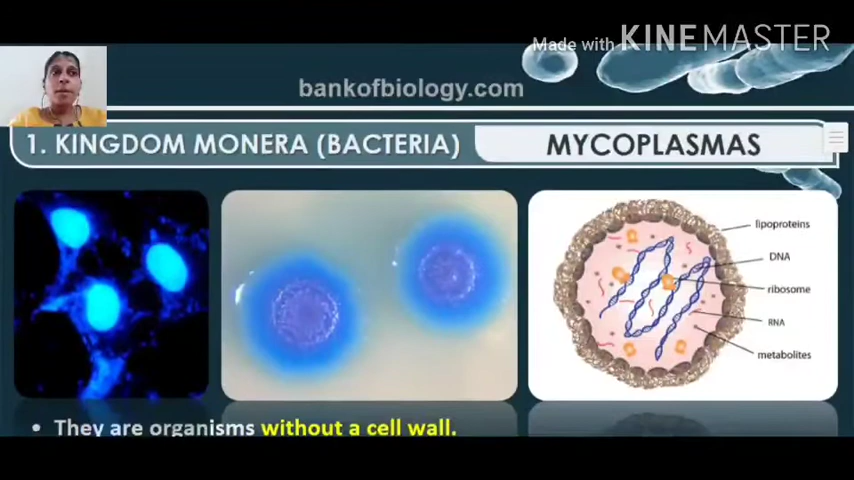 Made with KINEMASTER
bankofbiology.com
1. KINGDOM MONERA (BACTERIA)
MYCOPLASMAS
lipoproteins
DNA
ribosome
RNA
metabolites
• They are organisms without a cell wall.